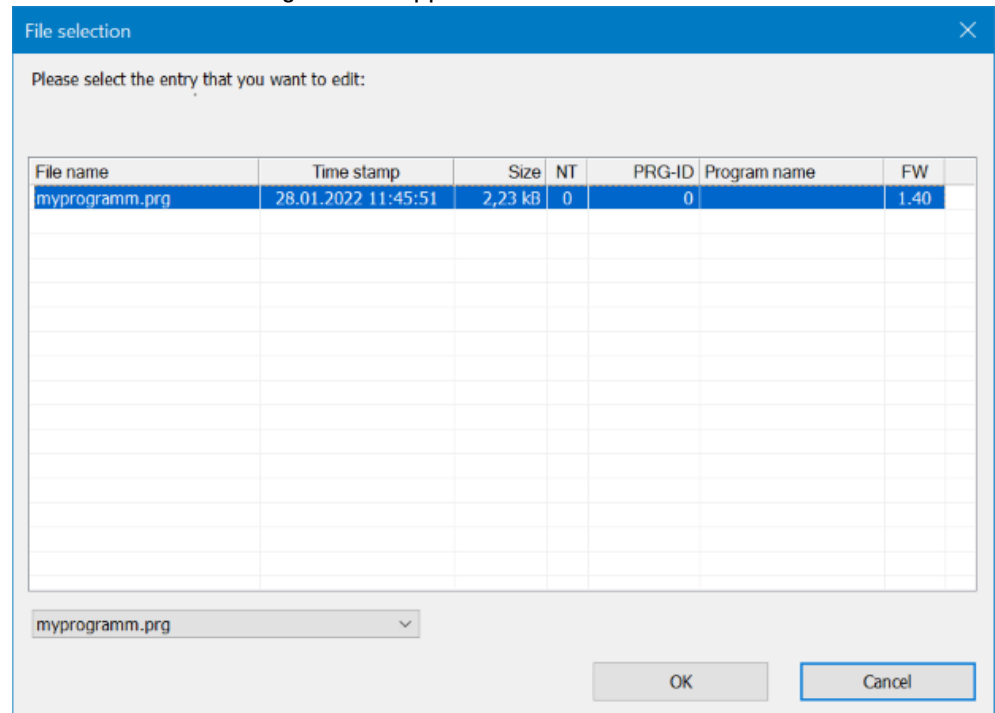 File selection
Please select the entry that you want to edit:
File name Time stamp Size NT PRG-ID Program name FW
myprogramm.prg 28.01.2022 11:45:51 2,23 kB 0 0 1.40
myprogramm.prg
OK Cancel